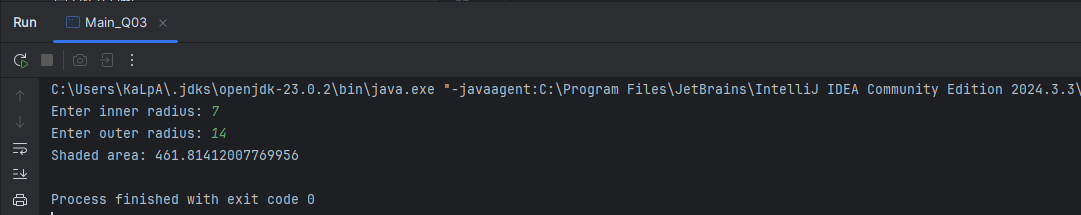 Run Main_Q03
C:\Users\KaLpA\.jdks\openjdk-23.0.2\bin\java.exe "-javaagent:C:\Program Files\JetBrains\IntelliJ IDEA Community Edition 2024.3.3\
Enter inner radius: 7
Enter outer radius: 14
Shaded area: 461.81412007769956
Process finished with exit code 0